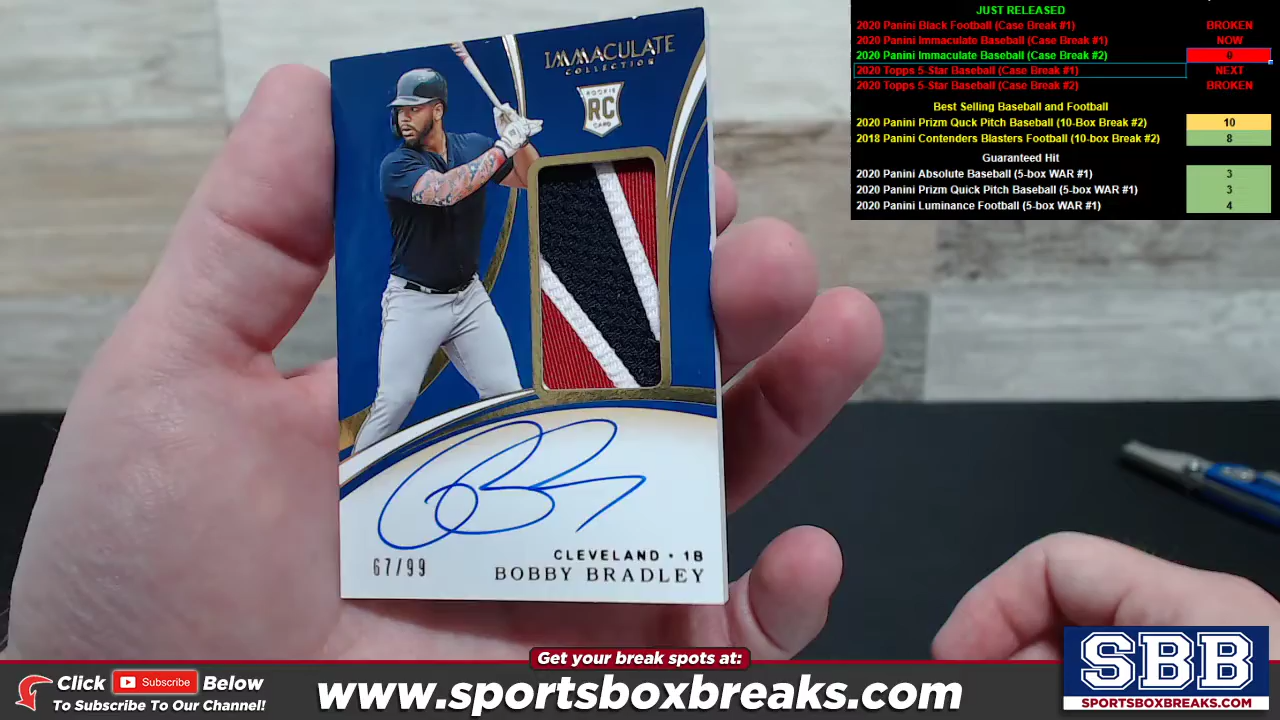 JUST RELEASED
2020 Panini Black Football (Case Break #1) BROKEN
2020 Panini Immaculate Baseball (Case Break #1) NOW
2020 Panini Immaculate Baseball (Case Break #2) 0
2020 Topps 5-Star Baseball (Case Break #1) NEXT
2020 Topps 5-Star Baseball (Case Break #2) BROKEN
Best Selling Baseball and Football
2020 Panini Prizm Quck Pitch Baseball (10-Box Break #2) 10
2018 Panini Contenders Blasters Football (10-box Break #2) 8
Guaranteed Hit
2020 Panini Absolute Baseball (5-box WAR #1) 3
2020 Panini Prizm Quick Pitch Baseball (5-box WAR #1) 3
2020 Panini Luminance Football (5-box WAR #1) 4
IMMACULATE
COLLECTION
ROOKIE
RC
CARD
CLEVELAND · 1B
67/99
BOBBY BRADLEY
Get your break spots at:
Click Subscribe Below
To Subscribe To Our Channel!
www.sportsboxbreaks.com
SBB
SPORTSBOXBREAKS.COM